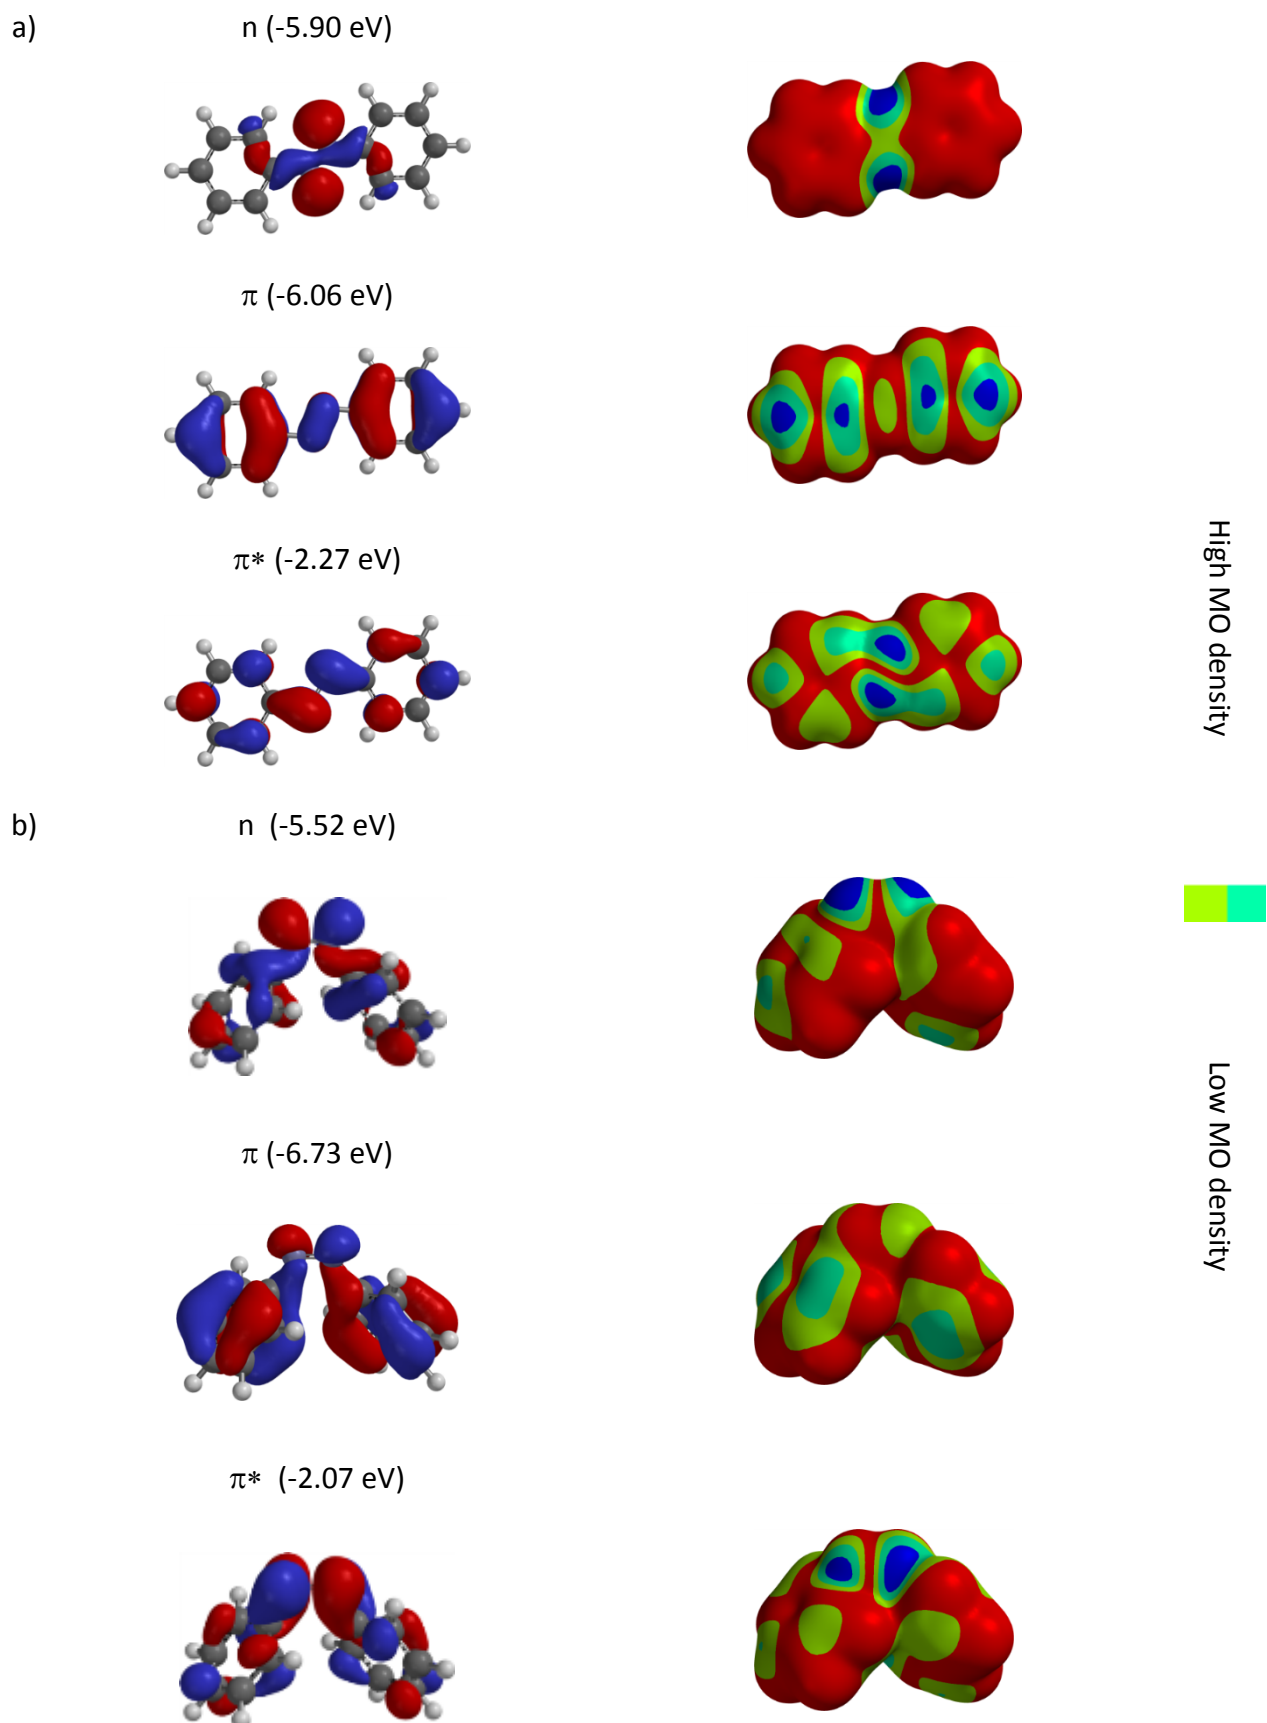 a)
n (-5.90 eV)
π (-6.06 eV)
π* (-2.27 eV)
High MO density
b)
n (-5.52 eV)
Low MO density
π (-6.73 eV)
π* (-2.07 eV)